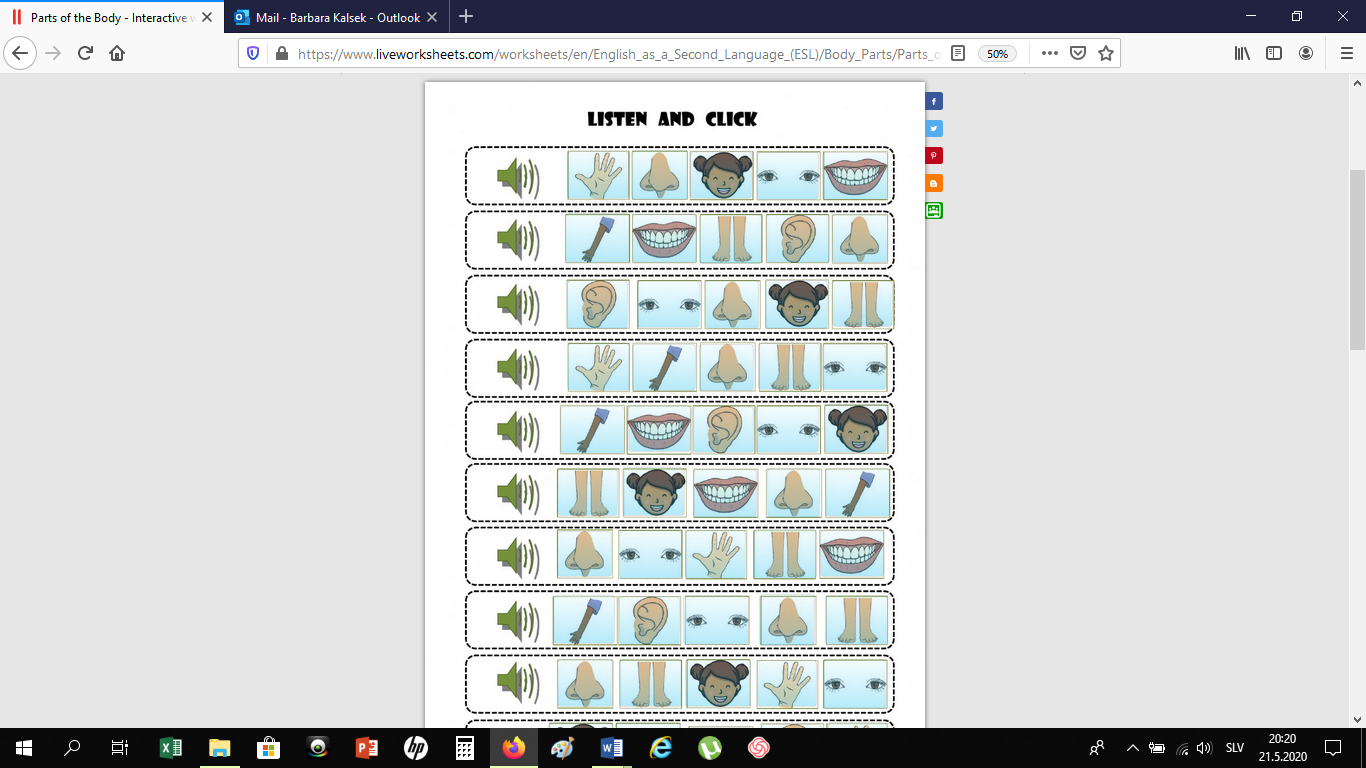 Parts of the Body - Interactive w
Mail - Barbara Kalsek - Outlook
https://www.liveworksheets.com/worksheets/en/English_as_a_Second_Language_(ESL)/Body_Parts/Parts_o
50%
LISTEN AND CLICK
SLV
20:20
21.5.2020